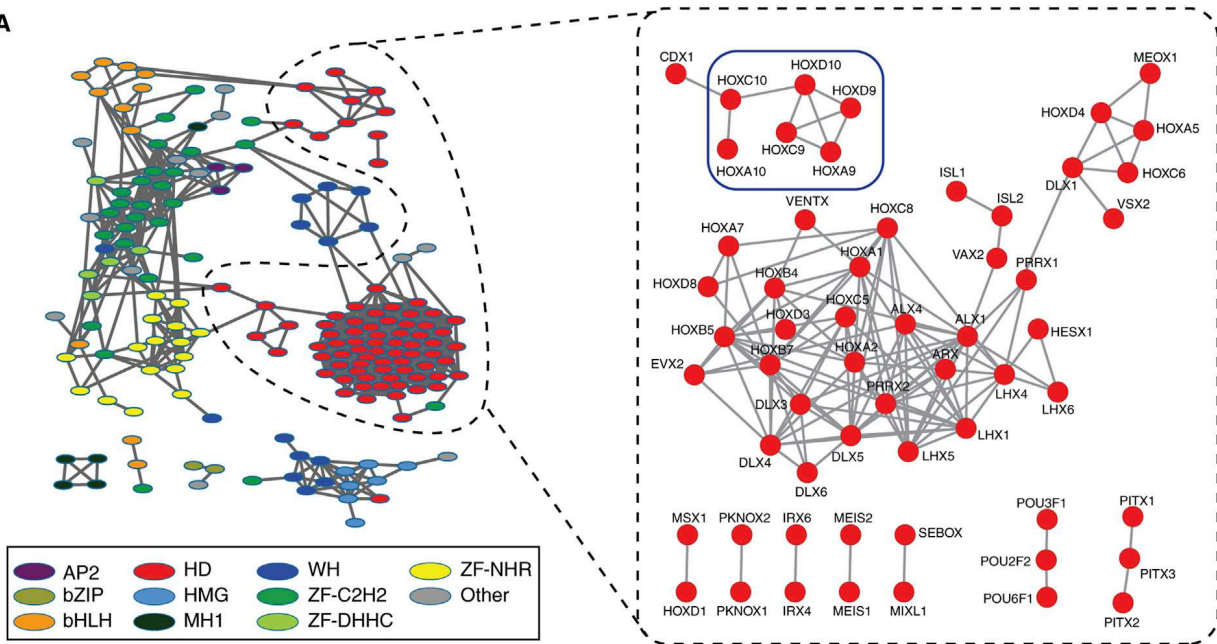 A
CDX1
HOXC10
HOXD10
HOXD9
HOXC9
HOXA9
HOXA10
MEOX1
HOXD4
HOXA5
DLX1
HOXC6
VSX2
ISL1
ISL2
VAX2
PRRX1
VENTX
HOXC8
HOXA7
HOXA1
HOXD8
HOXB4
HOXD3
HOXC5
ALX4
ALX1
HESX1
HOXB5
HOXB7
HOXA2
ARX
EVX2
PRRX2
LHX4
LHX6
DLX3
LHX1
DLX4
DLX5
LHX5
DLX6
MSX1
PKNOX2
IRX6
MEIS2
SEBOX
HOXD1
PKNOX1
IRX4
MEIS1
MIXL1
POU3F1
POU2F2
POU6F1
PITX1
PITX3
PITX2
AP2
HD
WH
ZF-NHR
bZIP
HMG
ZF-C2H2
Other
bHLH
MH1
ZF-DHHC